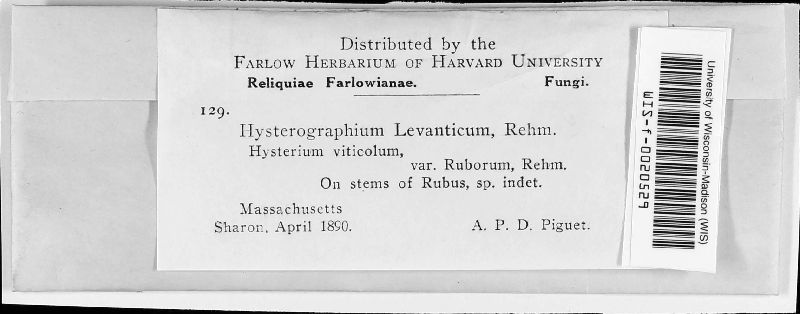 Distributed by the
FARLOW HERBARIUM OF HARVARD UNIVERSITY
Reliquiae Farlowianae. Fungi.
129.
Hysterographium Levanticum, Rehm.
Hysterium viticolum,
var. Ruborum, Rehm.
On stems of Rubus, sp. indet.
Massachusetts
Sharon, April 1890. A. P. D. Piguet.
University of Wisconsin-Madison (WIS)
WIS-f-0020529